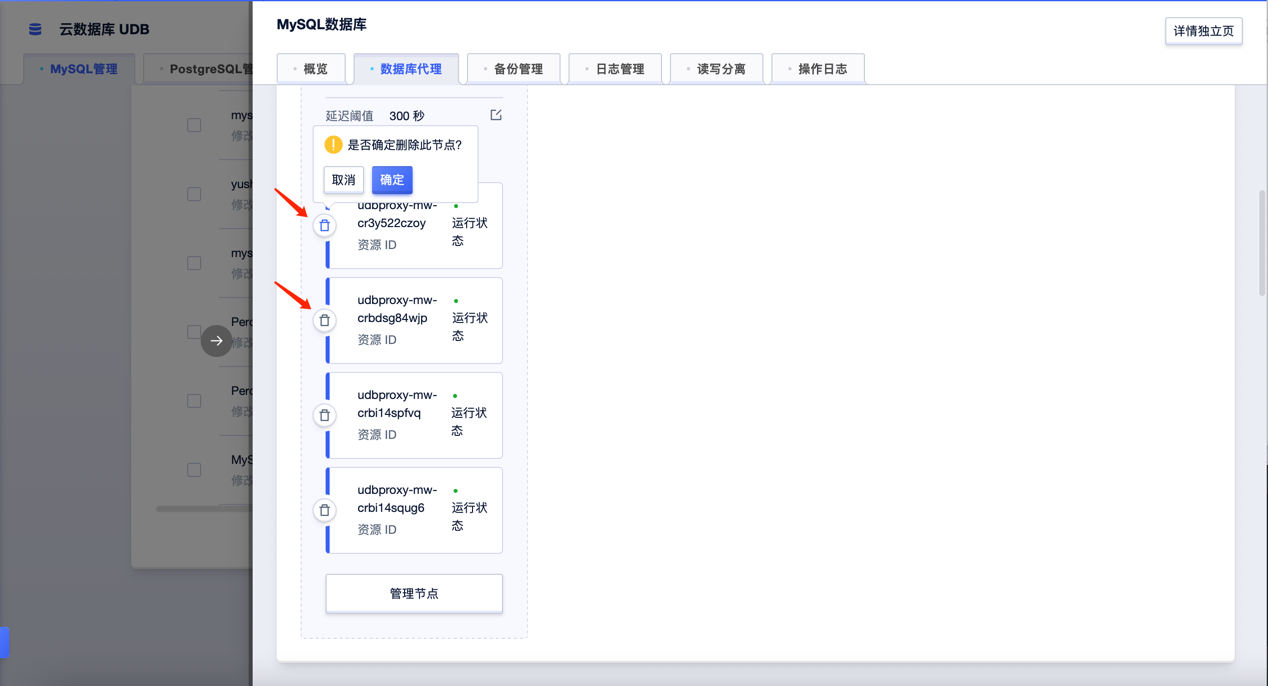 云数据库 UDB
MySQL管理
PostgreSQL管
mys
修改
yush
修改
mys
修改
Perc
修改
Perc
修改
MyS
修改
MySQL数据库
详情独立页
概览
数据库代理
备份管理
日志管理
读写分离
操作日志
延迟阈值 300 秒
是否确定删除此节点?
取消
确定
udbproxy-mw-
cr3y522czoy
资源 ID
运行状
态
udbproxy-mw-
crbdsg84wjp
资源 ID
运行状
态
udbproxy-mw-
crbi14spfvq
资源 ID
运行状
态
udbproxy-mw-
crbi14squg6
资源 ID
运行状
态
管理节点